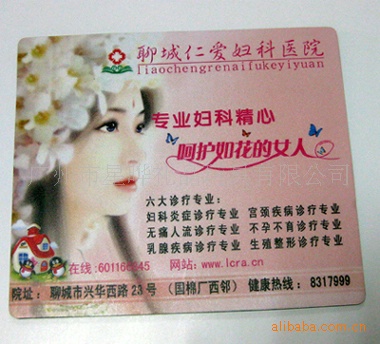 聊城仁爱妇科医院
liaochengrenaifukeyiyuan
专业妇科精心
呵护如花的女人
六大诊疗专业：
妇科炎症诊疗专业 宫颈疾病诊疗专业
无痛人流诊疗专业 不孕不育诊疗专业
乳腺疾病诊疗专业 生殖整形诊疗专业
在线:601166945 网站:www.lcra.cn
院址：聊城市兴华西路23号（国棉厂西邻） 健康热线：8317999
alibaba.com.cn